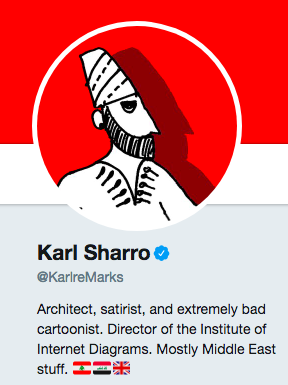 Karl Sharro
@KarlreMarks
Architect, satirist, and extremely bad
cartoonist. Director of the Institute of
Internet Diagrams. Mostly Middle East
stuff. 🇱🇧 🇮🇶 🇬🇧